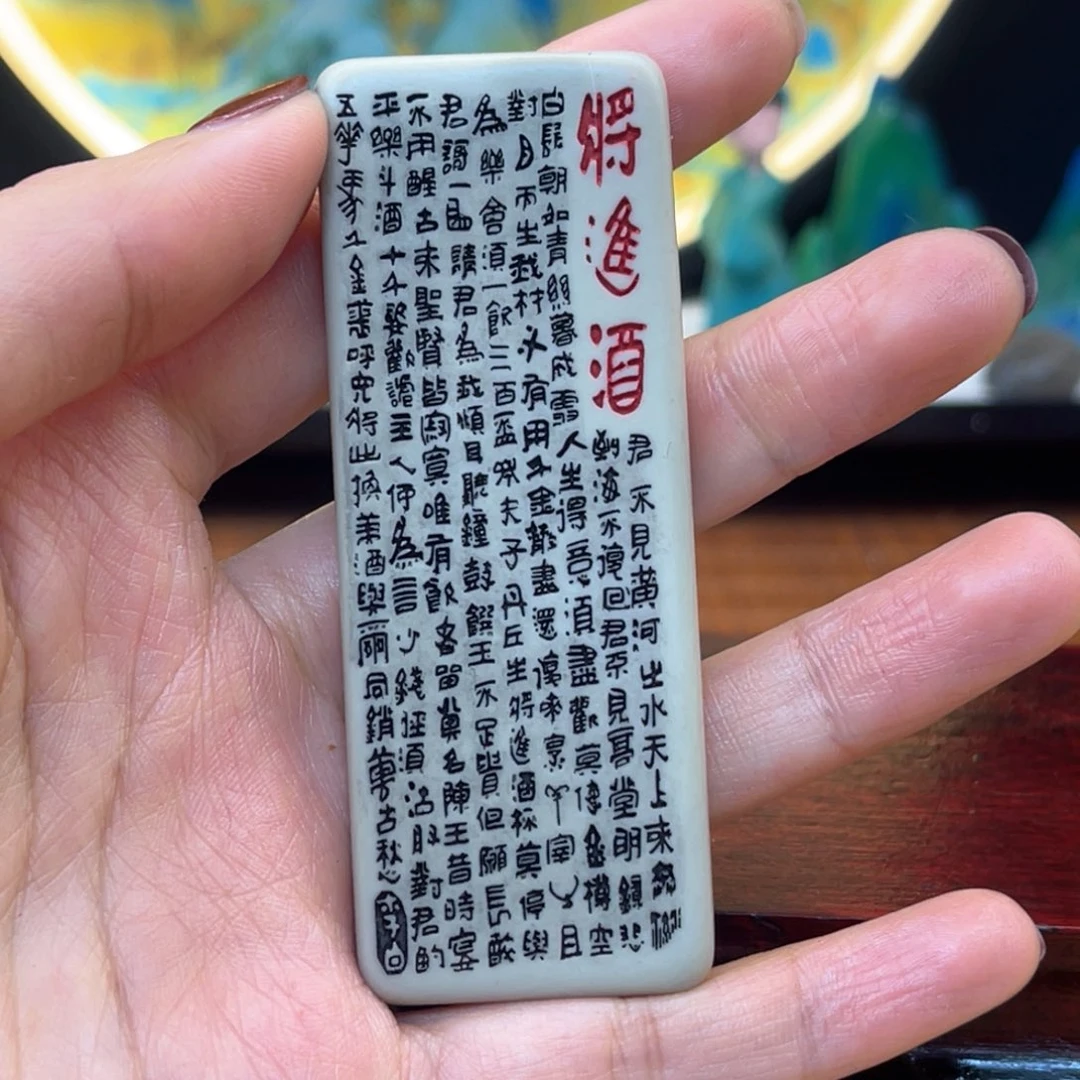 將進酒
君不見黃河之水天上來奔流
到海不復回君不見高堂明鏡悲
白髮朝如青絲暮成雪人生得意須盡歡莫使金樽空
對月天生我材必有用千金散盡還復來烹羊宰牛且
為樂會須一飲三百盃岑夫子丹丘生將進酒杯莫停與
君謌一曲請君為我傾耳聽鐘鼓饌玉不足貴但願長醉
不用醒古來聖賢皆寂寞唯有飲者留其名陳王昔時宴
平樂斗酒十千恣歡謔主人何為言少錢徑須沽取對君酌
五花馬千金裘呼兒將出換美酒與爾同銷萬古愁